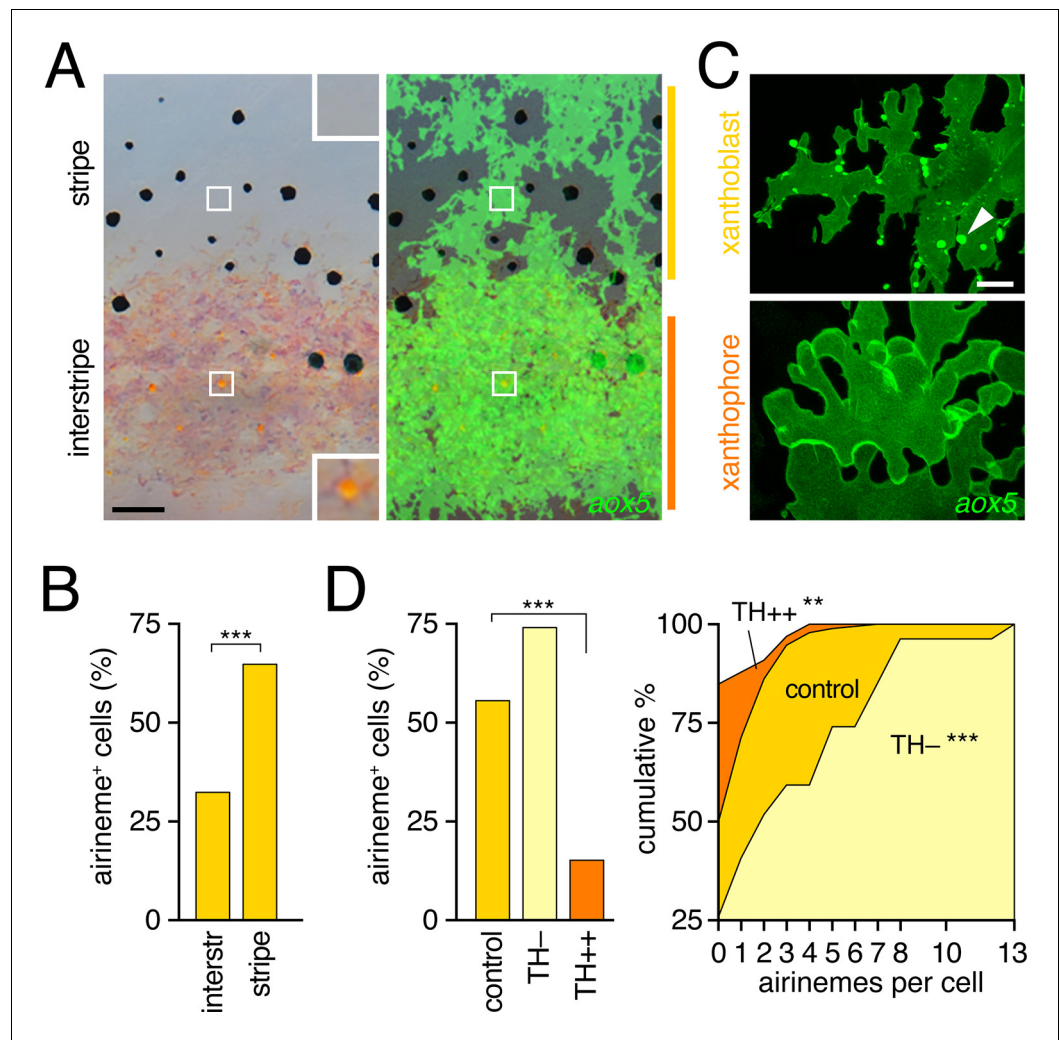 A
stripe
interstripe
aox5
C
xanthoblast
xanthophore
aox5
B
airineme+ cells (%)
75
50
25
0
***
interstr
stripe
D
airineme+ cells (%)
75
50
25
0
***
control
TH–
TH++
cumulative %
100
75
50
25
TH++ **
control
TH– ***
0 1 2 3 4 5 6 7 8 10 13
airinemes per cell